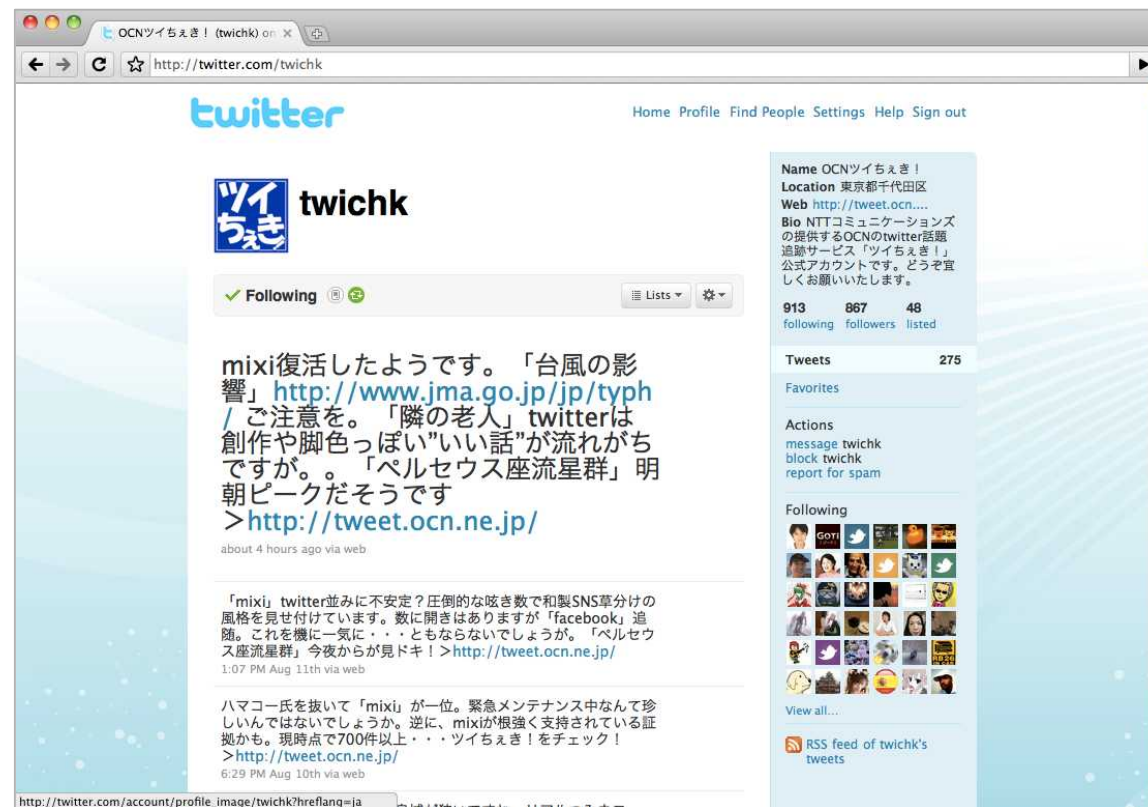 OCNツイちぇき! (twichk) on
http://twitter.com/twichk
twitter
Home Profile Find People Settings Help Sign out
ツイ
ちぇき!
twichk
Following
Lists
mixi復活したようです。「台風の影
響」http://www.jma.go.jp/jp/typh
/ ご注意を。「隣の老人」twitterは
創作や脚色っぽい”いい話”が流れがち
ですが。。「ペルセウス座流星群」明
朝ピークだそうです
>http://tweet.ocn.ne.jp/
about 4 hours ago via web
「mixi」twitter並みに不安定?圧倒的な呟き数で和製SNS草分けの
風格を見せ付けています。数に開きはありますが「facebook」追
随。これを機に一気に・・・ともならないでしょうが。「ペルセウ
ス座流星群」今夜からが見ドキ!>http://tweet.ocn.ne.jp/
1:07 PM Aug 11th via web
ハマコー氏を抜いて「mixi」が一位。緊急メンテナンス中なんて珍
しいんではないでしょうか。逆に、mixiが根強く支持されている証
拠かも。現時点で700件以上・・・ツイちぇき!をチェック!
>http://tweet.ocn.ne.jp/
6:29 PM Aug 10th via web
Name OCNツイちぇき!
Location 東京都千代田区
Web http://tweet.ocn....
Bio NTTコミュニケーションズ
の提供するOCNのtwitter話題
追跡サービス「ツイちぇき!」
公式アカウントです。どうぞ宜
しくお願いいたします。
913 867 48
following followers listed
Tweets 275
Favorites
Actions
message twichk
block twichk
report for spam
Following
GOTI
View all...
RSS feed of twichk's
tweets
http://twitter.com/account/profile_image/twichk?hreflang=ja